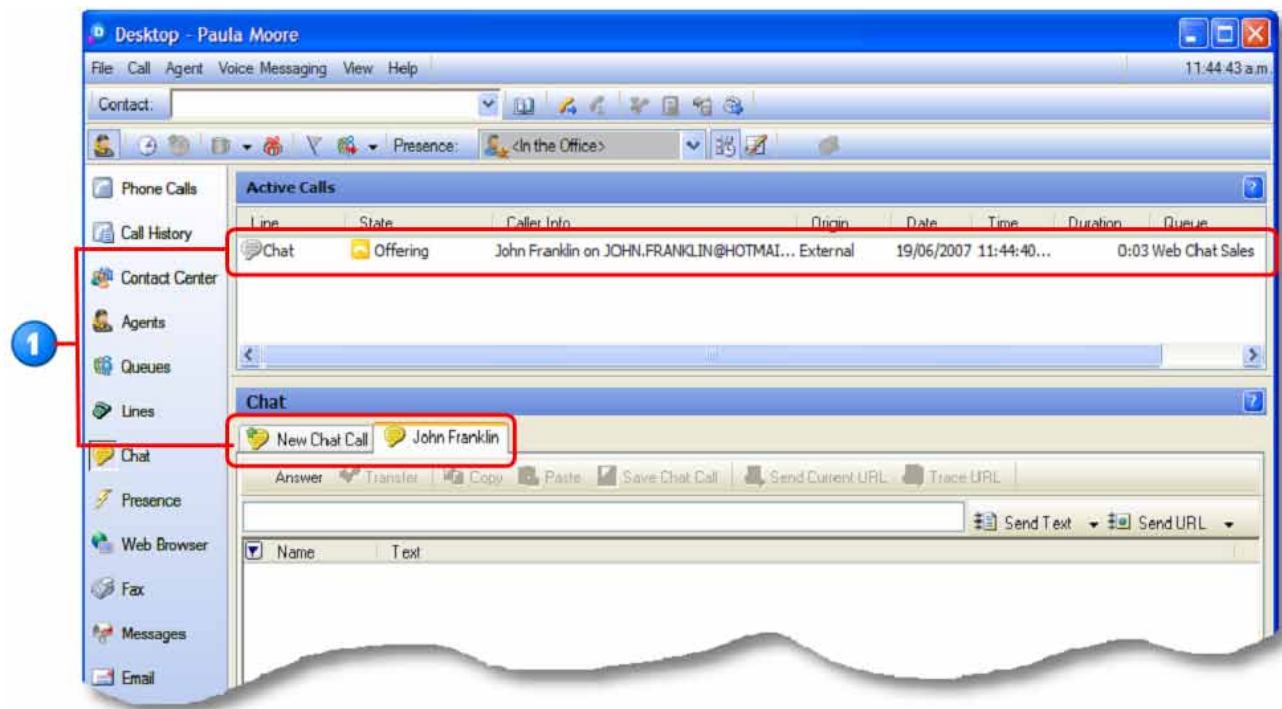 Desktop - Paula Moore
File Call Agent Voice Messaging View Help 11:44:43 a.m.
Contact:
Presence: <In the Office>
Phone Calls
Call History
Contact Center
Agents
Queues
Lines
Chat
Presence
Web Browser
Fax
Messages
Email
1
Active Calls
Line State Caller Info Origin Date Time Duration Queue
Chat Offering John Franklin on JOHN.FRANKLIN@HOTMAI... External 19/06/2007 11:44:40... 0:03 Web Chat Sales
Chat
New Chat Call John Franklin
Answer Transfer Copy Paste Save Chat Call Send Current URL Trace URL
Send Text Send URL
Name Text